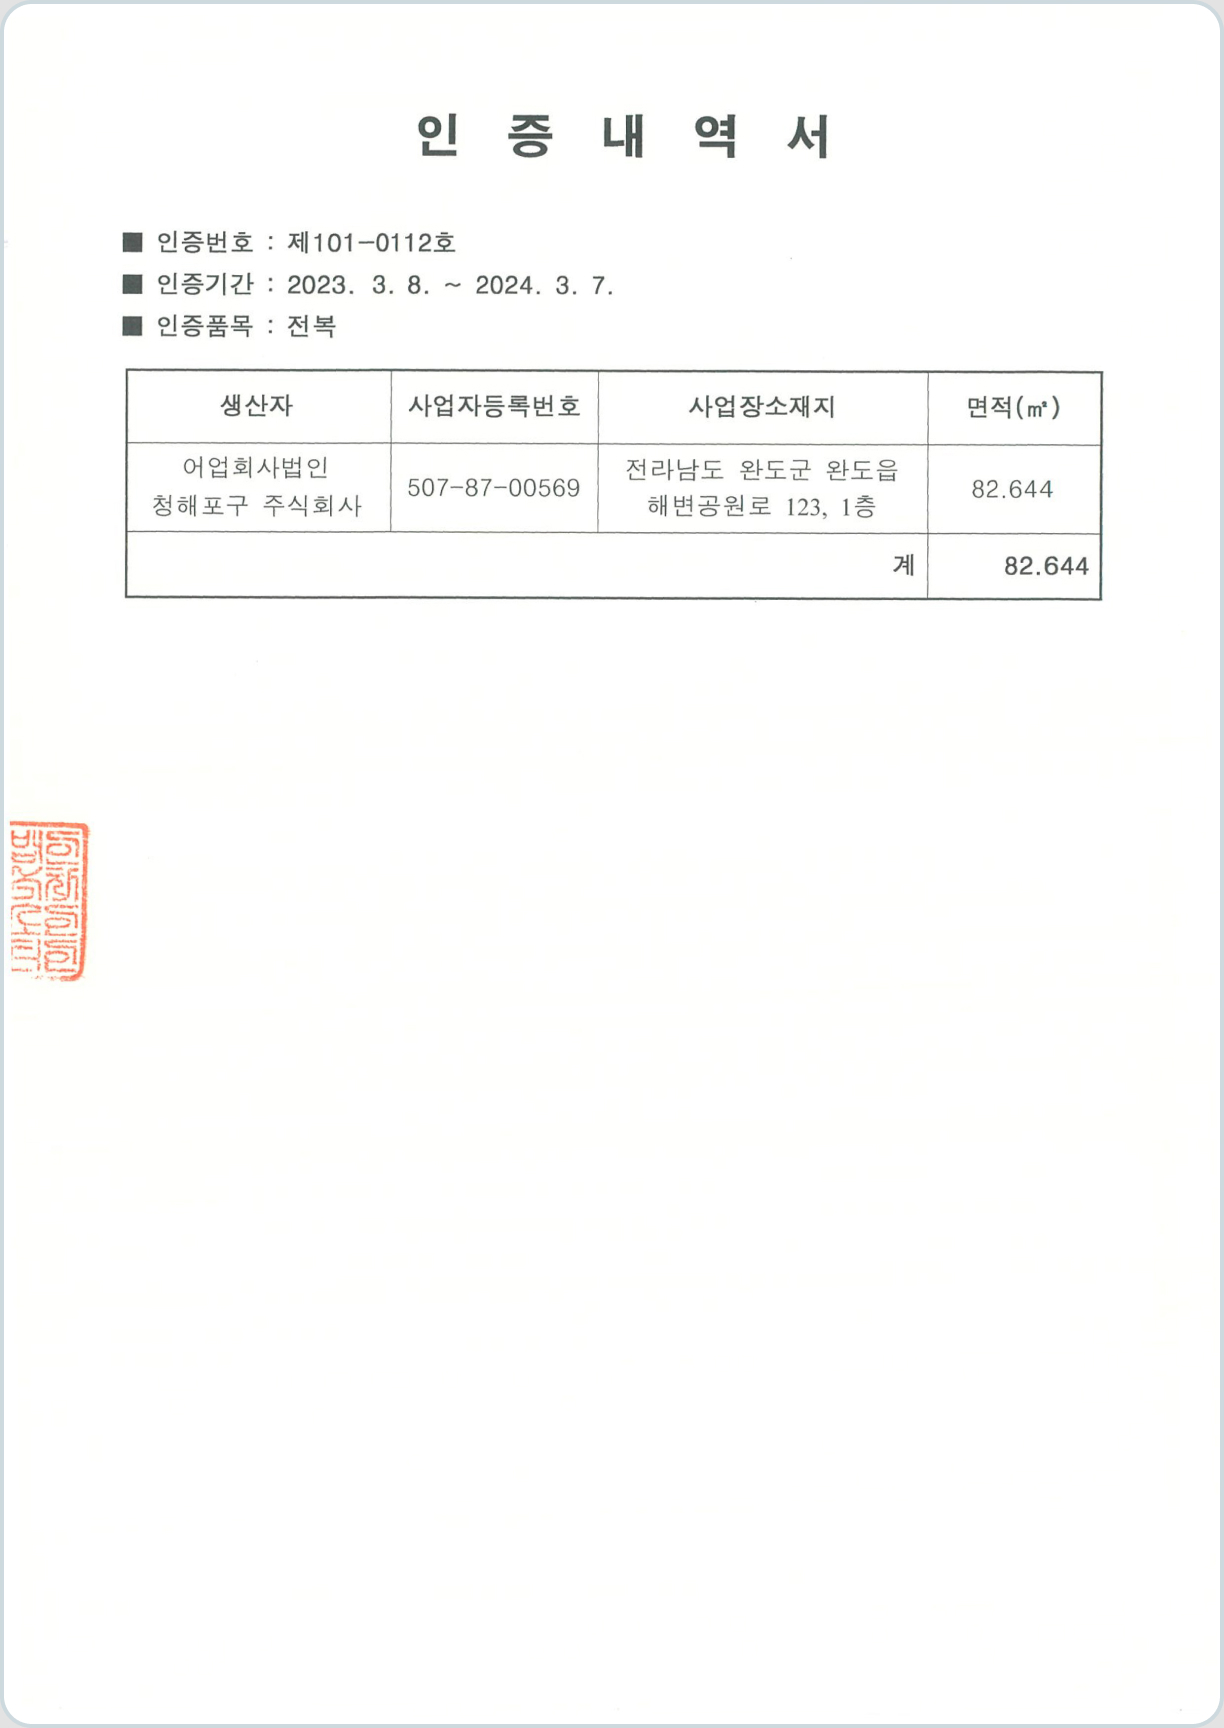 인 증 내 역 서
■ 인증번호 : 제101-0112호
■ 인증기간 : 2023. 3. 8. ~ 2024. 3. 7.
■ 인증품목 : 전복
생산자 사업자등록번호 사업장소재지 면적(㎡)
어업회사법인
청해포구 주식회사
507-87-00569
전라남도 완도군 완도읍
해변공원로 123, 1층
82.644
계 82.644